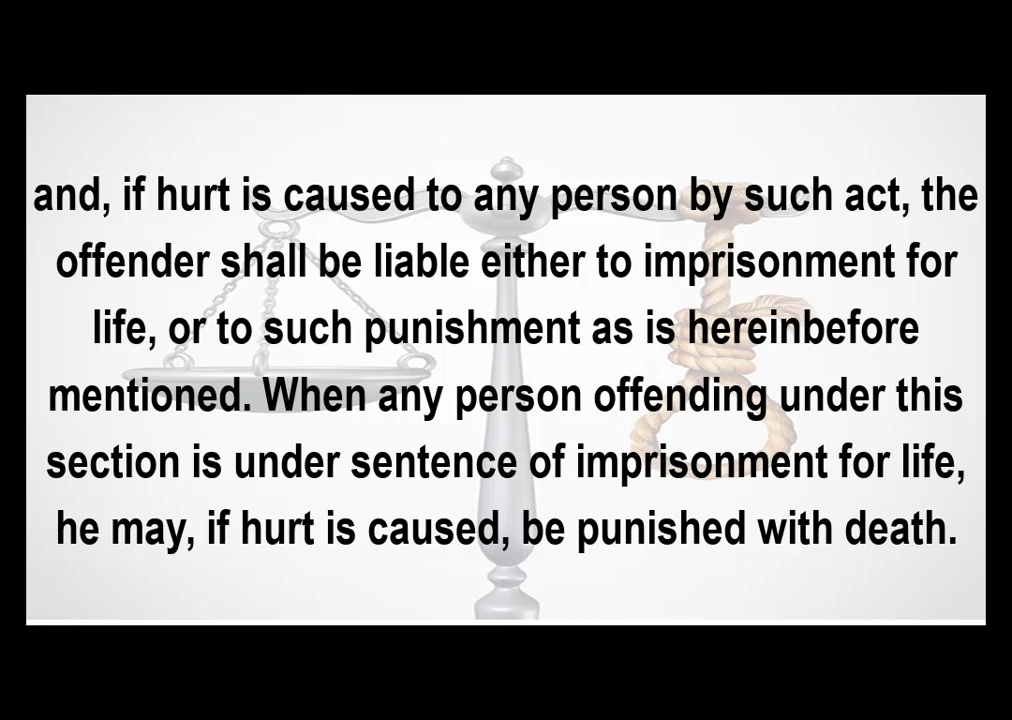 and, if hurt is caused to any person by such act, the
offender shall be liable either to imprisonment for
life, or to such punishment as is hereinbefore
mentioned. When any person offending under this
section is under sentence of imprisonment for life,
he may, if hurt is caused, be punished with death.